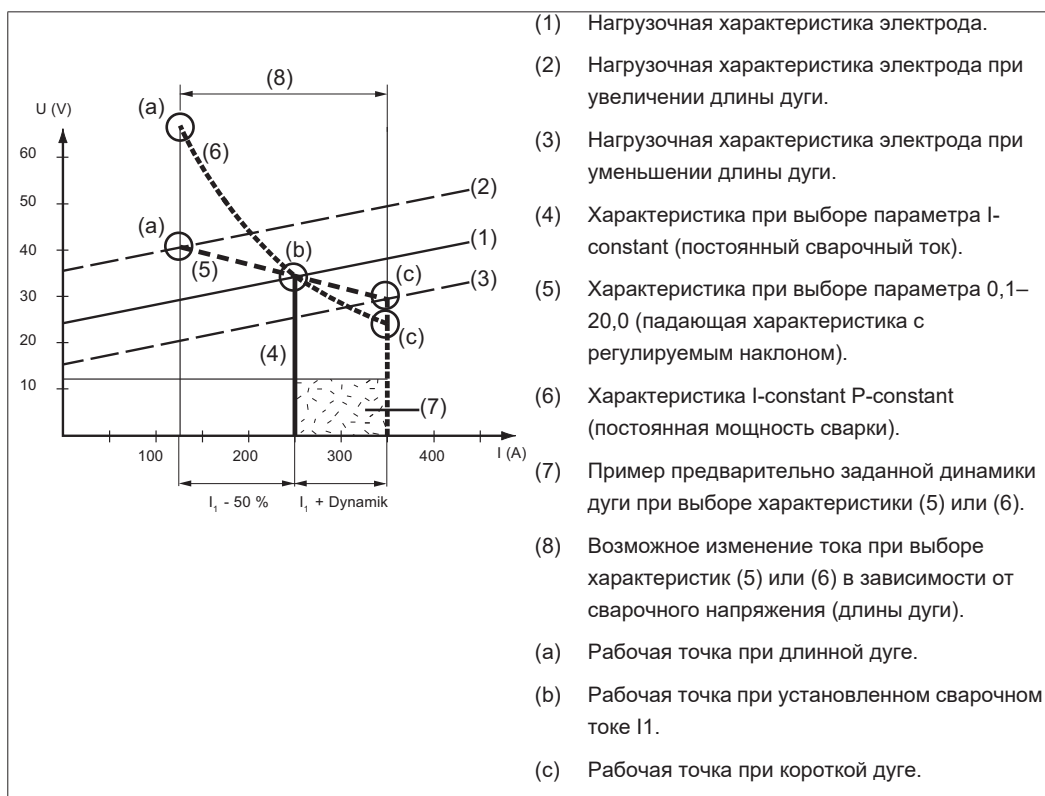 (8)
U (V)
(a)
60
(6)
50
(2)
(a)
40
(b)
(1)
(5)
(c)
30
(3)
20
(4)
(c)
10
(7)
100
200
300
400
I (A)
I1 - 50 %
I1 + Dynamik
(1) Нагрузочная характеристика электрода.
(2) Нагрузочная характеристика электрода при
увеличении длины дуги.
(3) Нагрузочная характеристика электрода при
уменьшении длины дуги.
(4) Характеристика при выборе параметра I-
constant (постоянный сварочный ток).
(5) Характеристика при выборе параметра 0,1–
20,0 (падающая характеристика с
регулируемым наклоном).
(6) Характеристика I-constant P-constant
(постоянная мощность сварки).
(7) Пример предварительно заданной динамики
дуги при выборе характеристики (5) или (6).
(8) Возможное изменение тока при выборе
характеристик (5) или (6) в зависимости от
сварочного напряжения (длины дуги).
(a) Рабочая точка при длинной дуге.
(b) Рабочая точка при установленном сварочном
токе I1.
(c) Рабочая точка при короткой дуге.